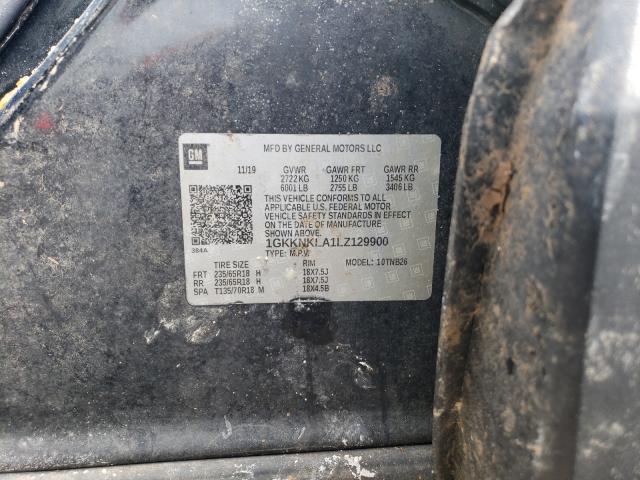 MFD BY GENERAL MOTORS LLC
GM
11/19 GVWR GAWR FRT GAWR RR
2722 KG 1250 KG 1545 KG
6001 LB 2755 LB 3406 LB
THIS VEHICLE CONFORMS TO ALL
APPLICABLE U.S. FEDERAL MOTOR
VEHICLE SAFETY STANDARDS IN EFFECT
ON THE DATE OF MANUFACTURE
SHOWN ABOVE.
1GKKNKLA1LZ129900
384A
TYPE: M.P.V. MODEL: 10TNB26
TIRE SIZE RIM
FRT 235/65R18 H 18X7.5J
RR 235/65R18 H 18X7.5J
SPA T135/70R18 M 18X4.5B